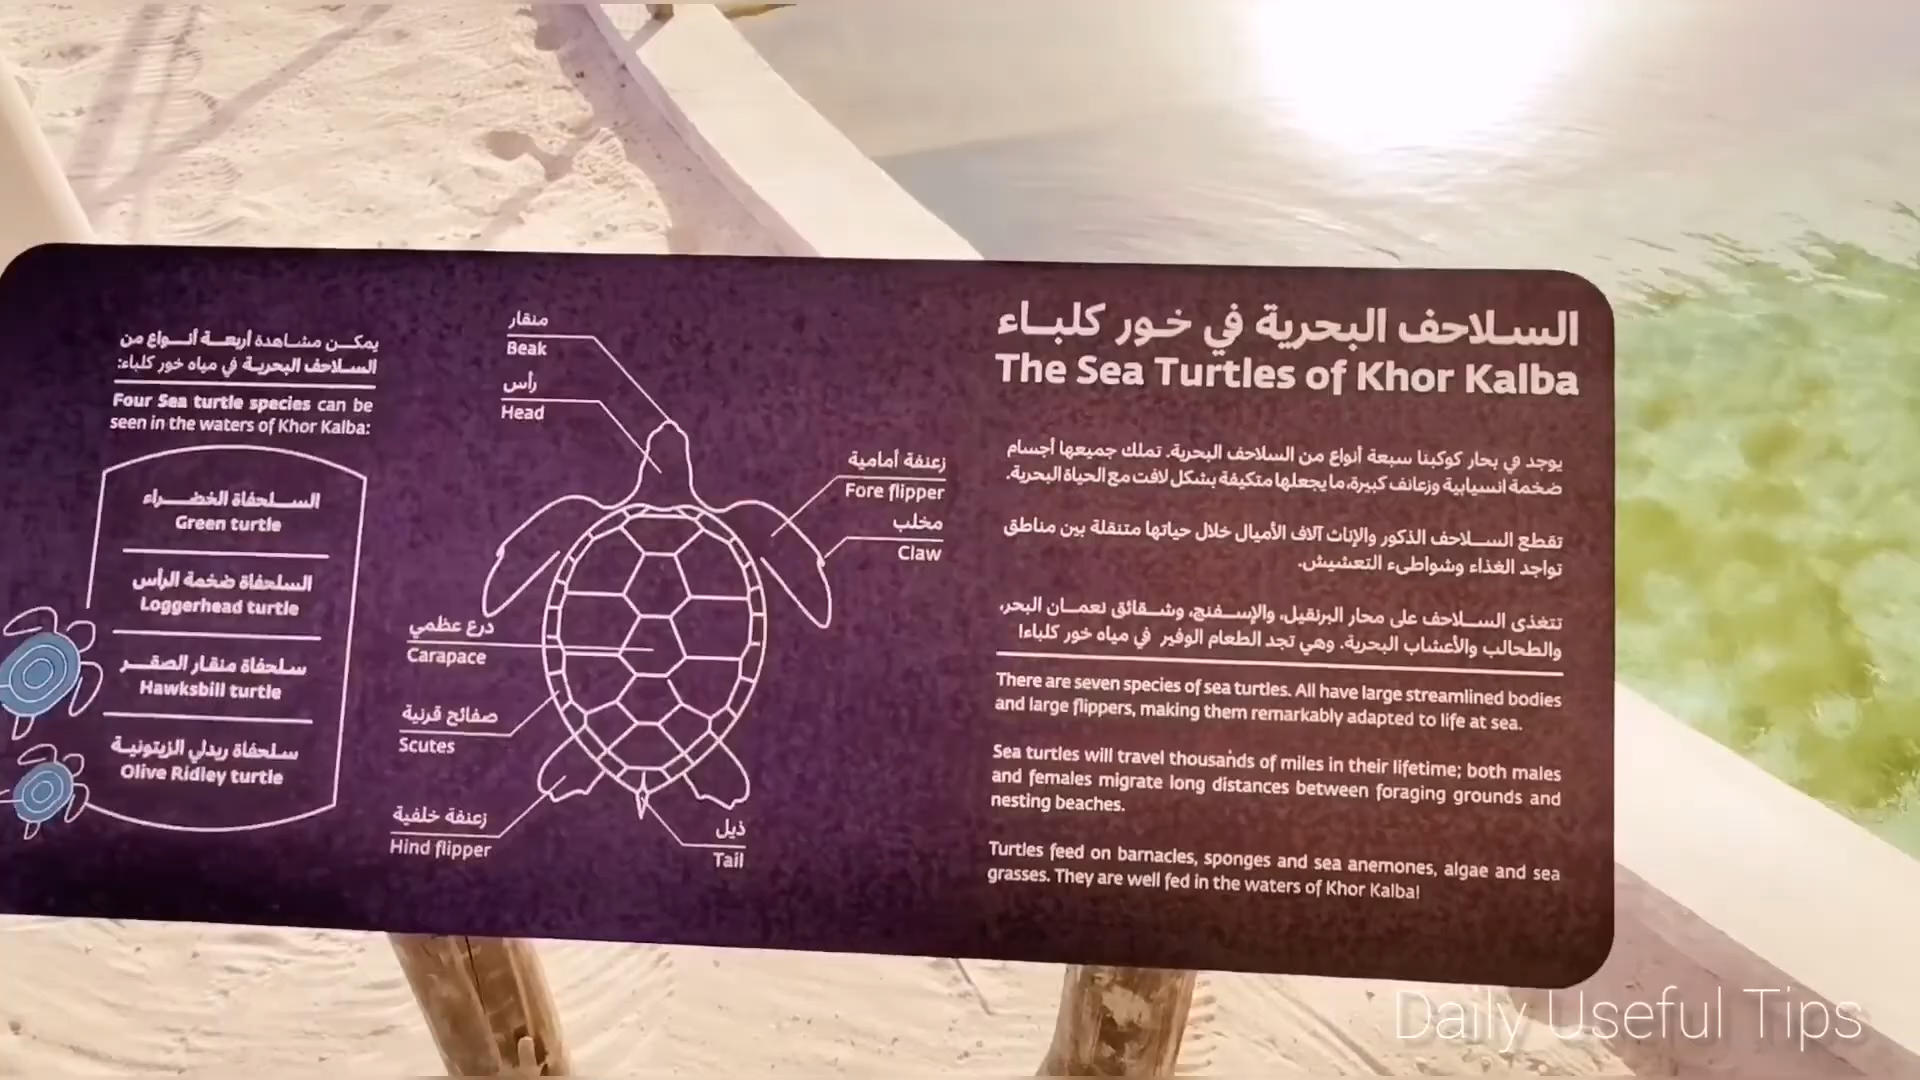 السلاحف البحرية في خور كلباء
The Sea Turtles of Khor Kalba
يوجد في بحار كوكبنا سبعة أنواع من السلاحف البحرية. تملك جميعها أجسام
ضخمة انسيابية وزعانف كبيرة، ما يجعلها متكيفة بشكل لافت مع الحياة البحرية.
تقطع السلاحف الذكور والإناث آلاف الأميال خلال حياتها متنقلة بين مناطق
تواجد الغذاء وشواطىء التعشيش.
تتغذى السلاحف على محار البرنقيل، والإسفنج، وشقائق نعمان البحر،
والطحالب والأعشاب البحرية. وهي تجد الطعام الوفير في مياه خور كلباء!
There are seven species of sea turtles. All have large streamlined bodies
and large flippers, making them remarkably adapted to life at sea.
Sea turtles will travel thousands of miles in their lifetime; both males
and females migrate long distances between foraging grounds and
nesting beaches.
Turtles feed on barnacles, sponges and sea anemones, algae and sea
grasses. They are well fed in the waters of Khor Kalba!
منقار
Beak
رأس
Head
زعنفة أمامية
Fore flipper
مخلب
Claw
درع عظمي
Carapace
صفائح قرنية
Scutes
زعنفة خلفية
Hind flipper
ذيل
Tail
يمكن مشاهدة أربعة أنواع من
السلاحف البحرية في مياه خور كلباء:
Four Sea turtle species can be
seen in the waters of Khor Kalba:
السلحفاة الخضراء
Green turtle
السلحفاة ضخمة الرأس
Loggerhead turtle
سلحفاة منقار الصقر
Hawksbill turtle
سلحفاة ريدلي الزيتونية
Olive Ridley turtle
Daily Useful Tips